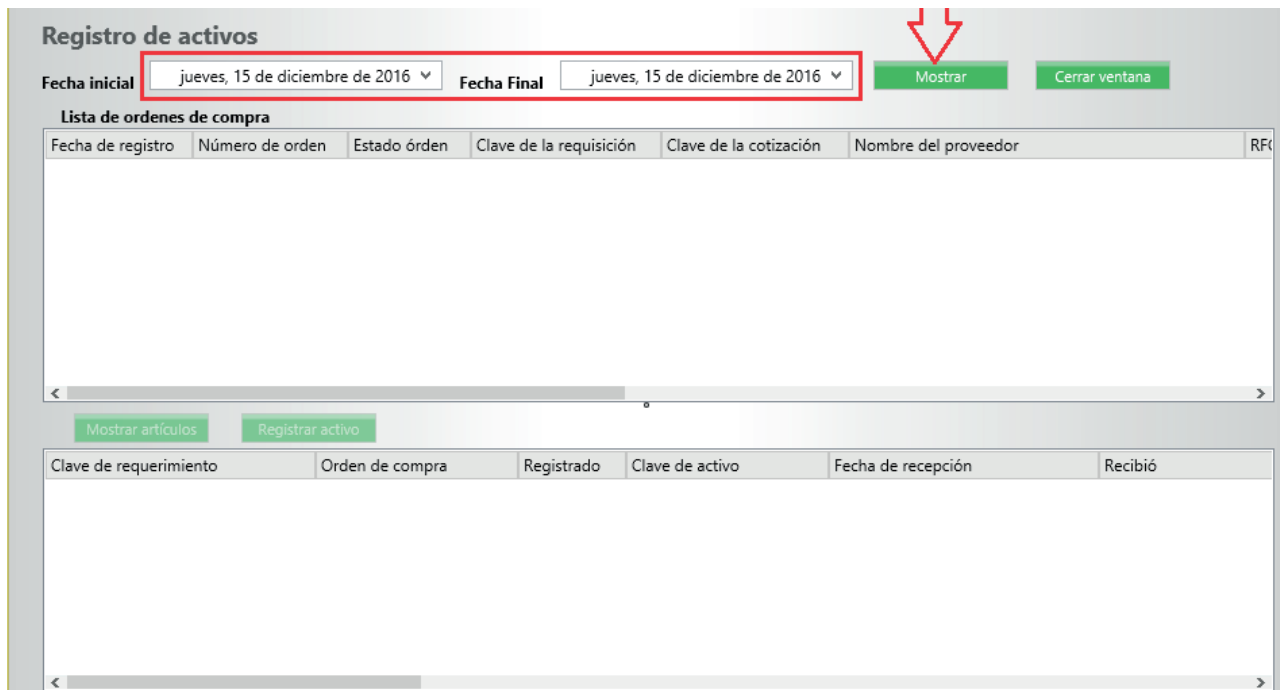 Registro de activos
Fecha inicial jueves, 15 de diciembre de 2016 Fecha Final jueves, 15 de diciembre de 2016 Mostrar Cerrar ventana
Lista de ordenes de compra
Fecha de registro Número de orden Estado órden Clave de la requisición Clave de la cotización Nombre del proveedor RFC
Mostrar artículos Registrar activo
Clave de requerimiento Orden de compra Registrado Clave de activo Fecha de recepción Recibió